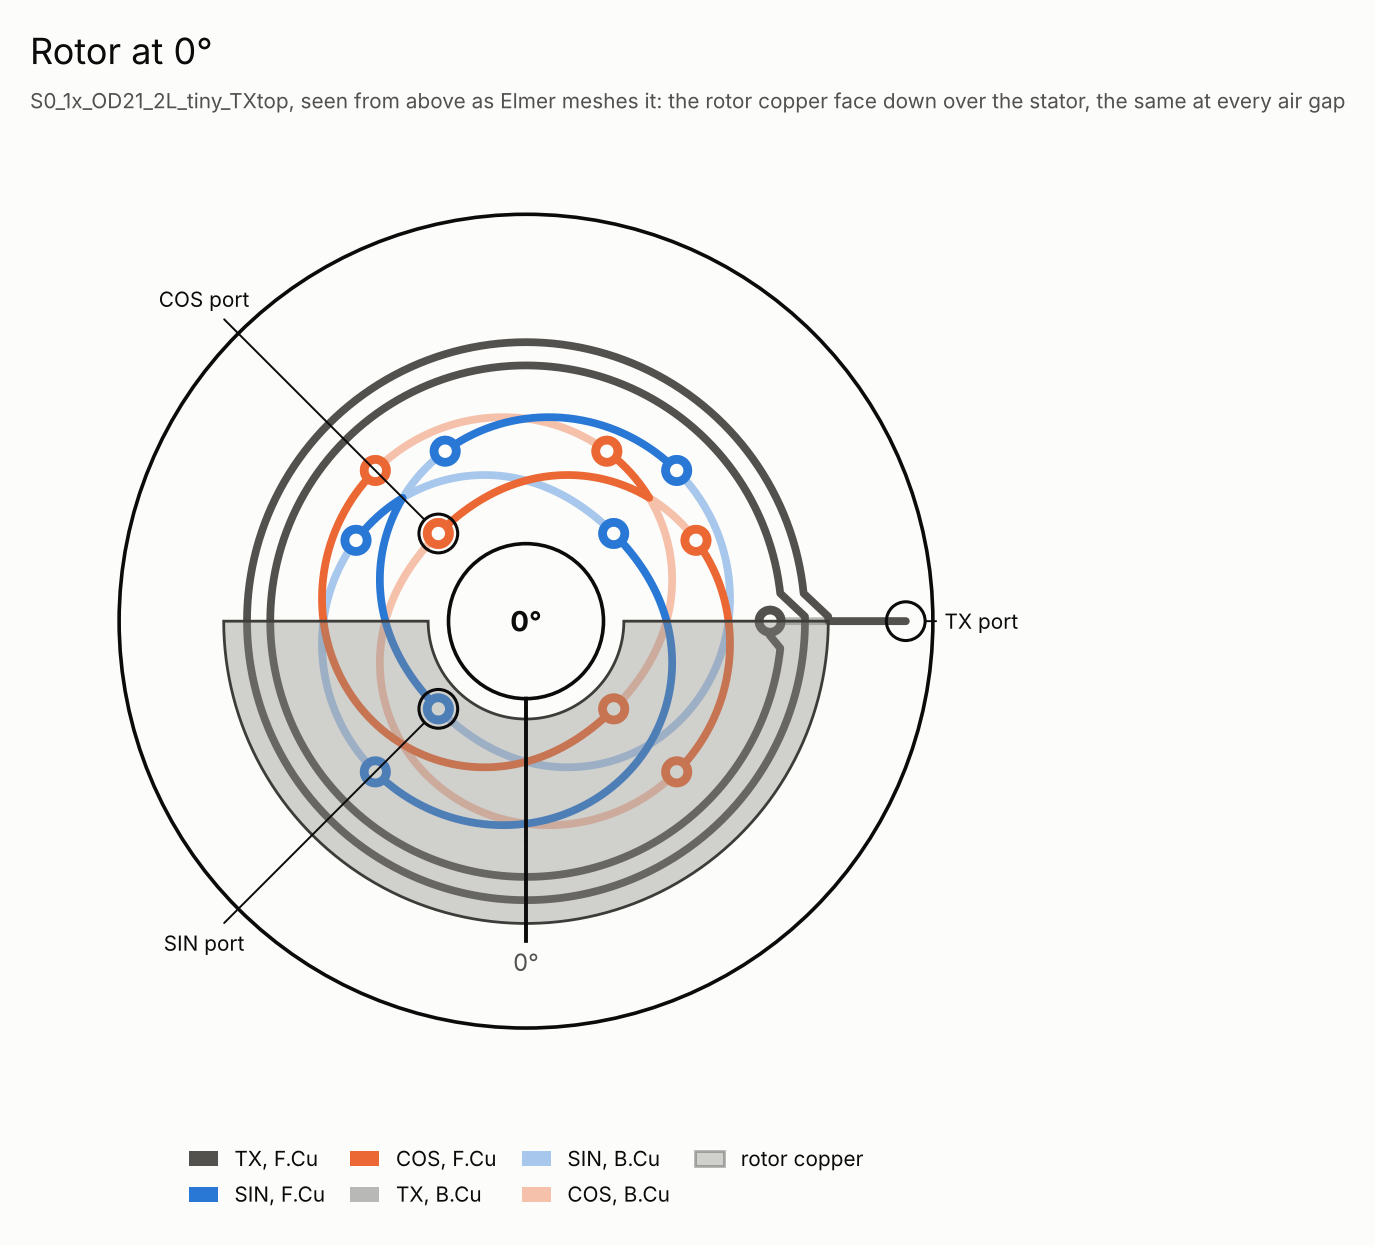 Rotor at 0°
S0_1x_OD21_2L_tiny_TXtop, seen from above as Elmer meshes it: the rotor copper face down over the stator, the same at every air gap
COS port
0°
TX port
SIN port
0°
TX, F.Cu
COS, F.Cu
SIN, B.Cu
rotor copper
SIN, F.Cu
TX, B.Cu
COS, B.Cu